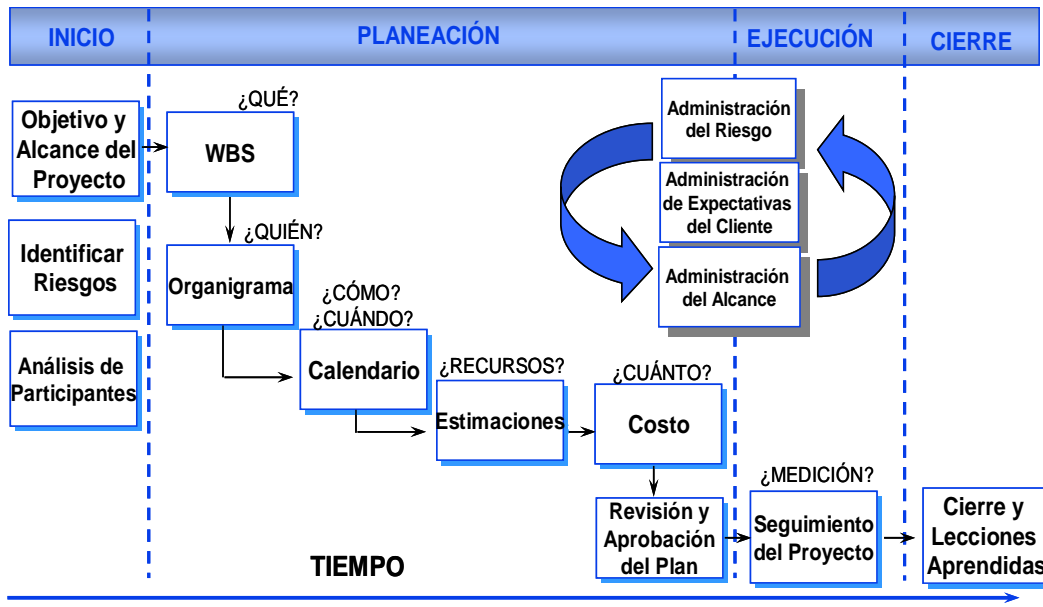 INICIO
PLANEACIÓN
EJECUCIÓN
CIERRE
Objetivo y
Alcance del
Proyecto
Identificar
Riesgos
Análisis de
Participantes
¿QUÉ?
WBS
¿QUIÉN?
Organigrama
¿CÓMO?
¿CUÁNDO?
Calendario
¿RECURSOS?
Estimaciones
¿CUÁNTO?
Costo
Revisión y
Aprobación
del Plan
Administración
del Riesgo
Administración
de Expectativas
del Cliente
Administración
del Alcance
¿MEDICIÓN?
Seguimiento
del Proyecto
Cierre y
Lecciones
Aprendidas
TIEMPO